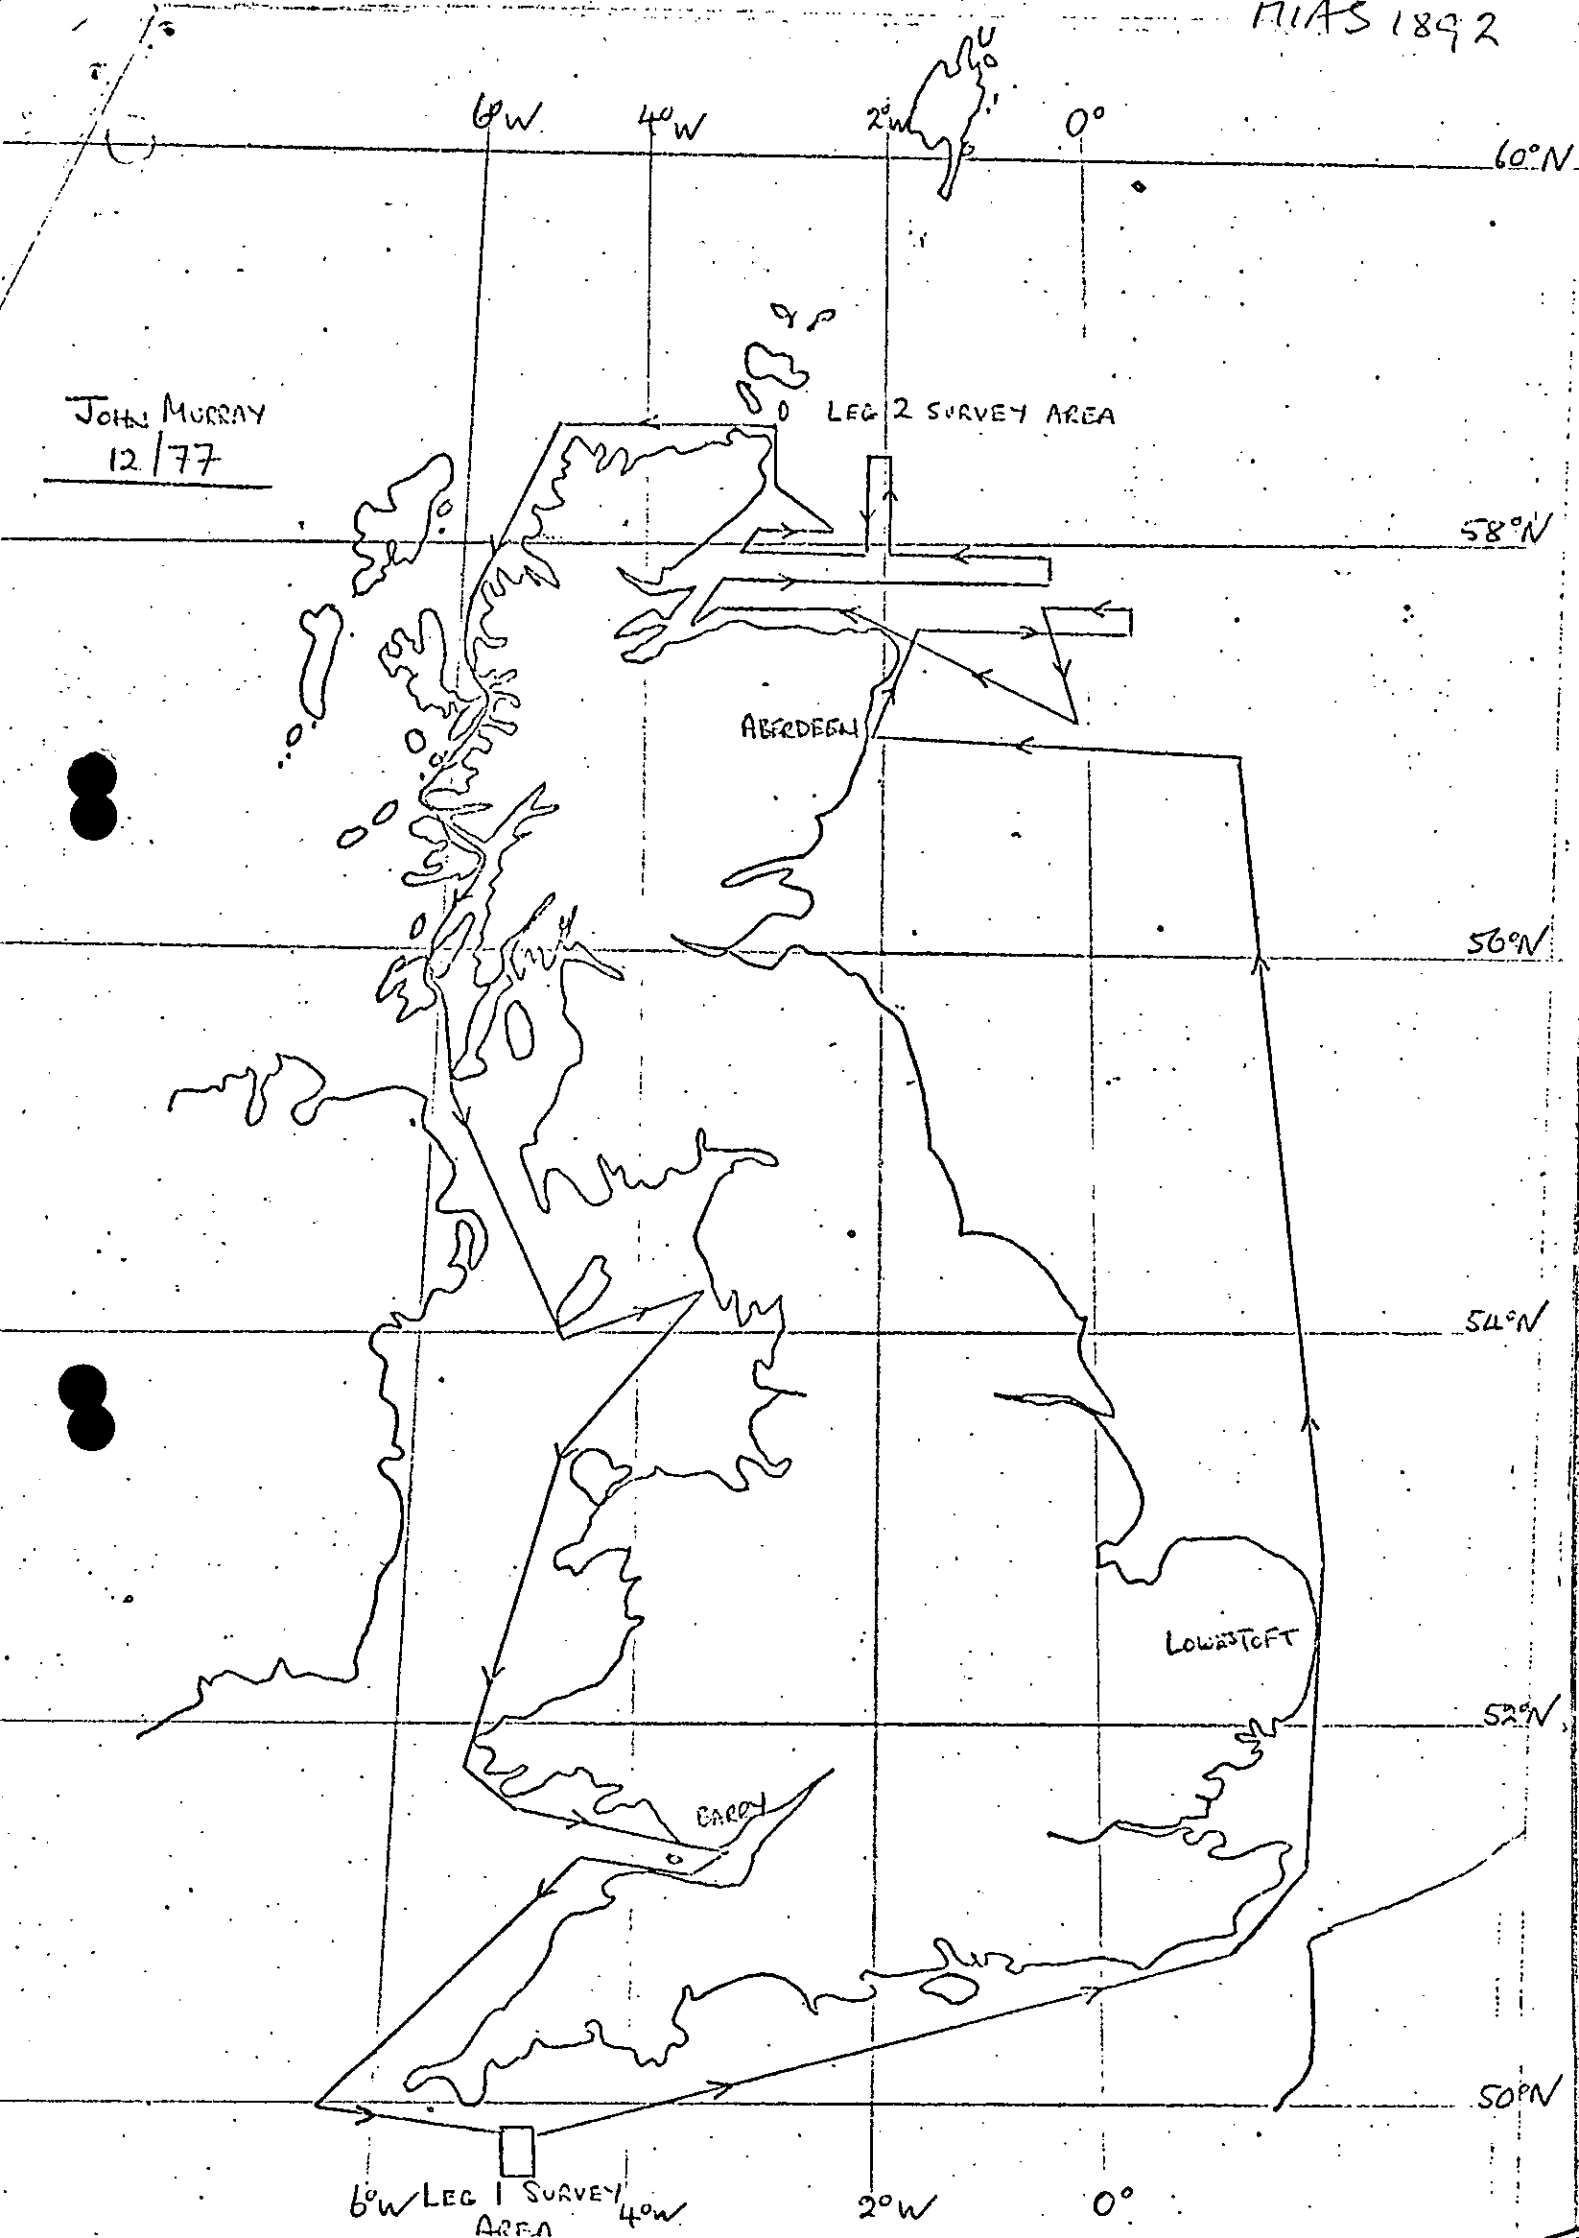 MIAS 1892
6°W 4°W 2°W 0°
60°N
JOHN MURRAY
12/77
LEG 2 SURVEY AREA
58°N
ABERDEEN
56°N
54°N
LOWESTOFT
52°N
BARRY
50°N
6°W LEG 1 SURVEY 4°W 2°W 0°
AREA